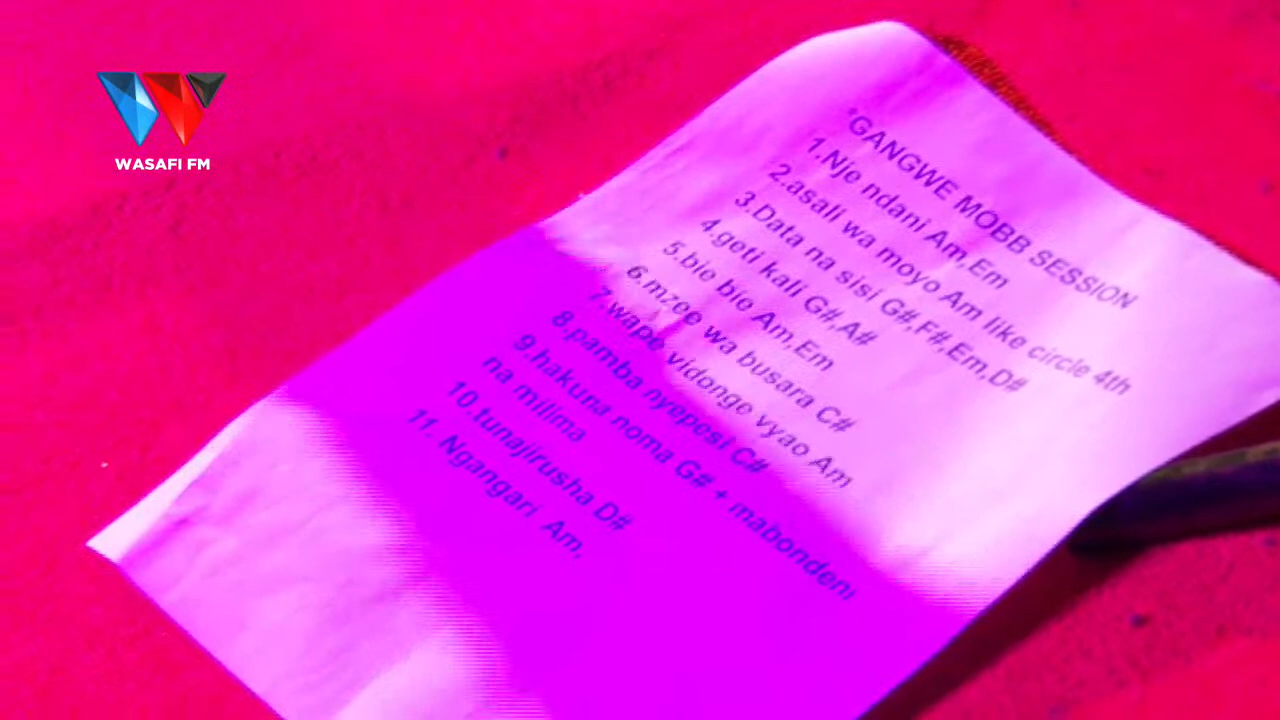 WASAFI FM
*GANGWE MOBB SESSION
1.Nje ndani Am,Em
2.asali wa moyo Am like circle 4th
3.Data na sisi G#,F#,Em,D#
4.geti kali G#,A#
5.bie bie Am,Em
6.mzee wa busara C#
7.wape vidonge vyao Am
8.pamba nyepesi C#
9.hakuna noma G# + mabondeni
na milima
10.tunajirusha D#
11. Ngangari Am,